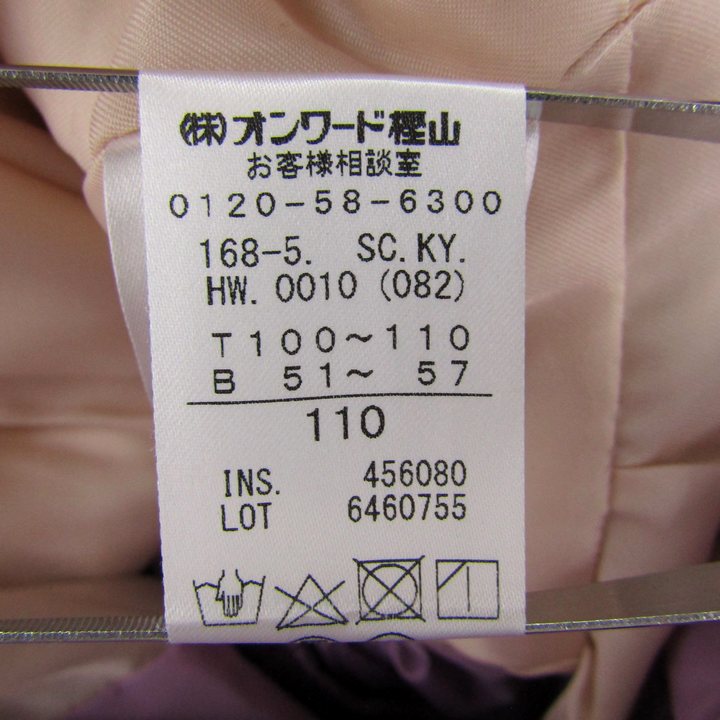 ㈱オンワード樫山
お客様相談室
0120-58-6300
168-5. SC.KY.
HW. 0010 (082)
T 100~110
B 51~ 57
110
INS. 456080
LOT 6460755